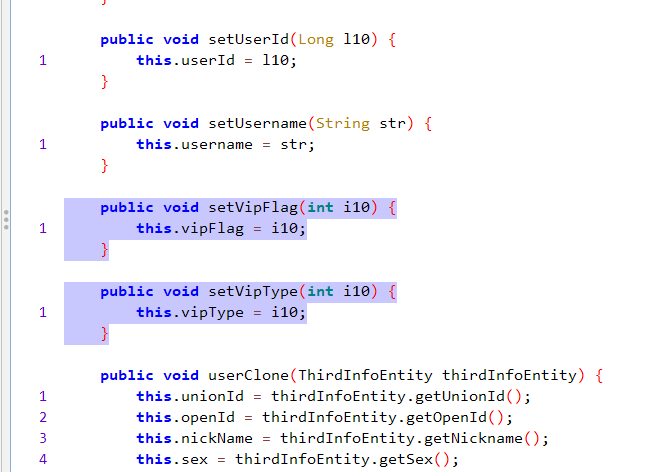 }
public void setUserId(Long l10) {
1 this.userId = l10;
}
public void setUsername(String str) {
1 this.username = str;
}
public void setVipFlag(int i10) {
1 this.vipFlag = i10;
}
public void setVipType(int i10) {
1 this.vipType = i10;
}
public void userClone(ThirdInfoEntity thirdInfoEntity) {
1 this.unionId = thirdInfoEntity.getUnionId();
2 this.openId = thirdInfoEntity.getOpenId();
3 this.nickName = thirdInfoEntity.getNickname();
4 this.sex = thirdInfoEntity.getSex();